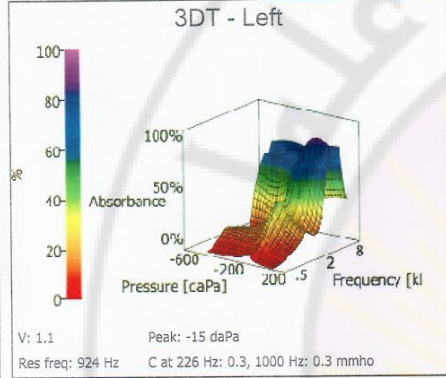 3DT - Left
100
80
60
40
20
0
%
Absorbance
100%
50%
0%
-600
-200
200
Pressure [caPa]
.5
2
8
Frequency [kl
V: 1.1
Peak: -15 daPa
Res freq: 924 Hz
C at 226 Hz: 0.3, 1000 Hz: 0.3 mmho